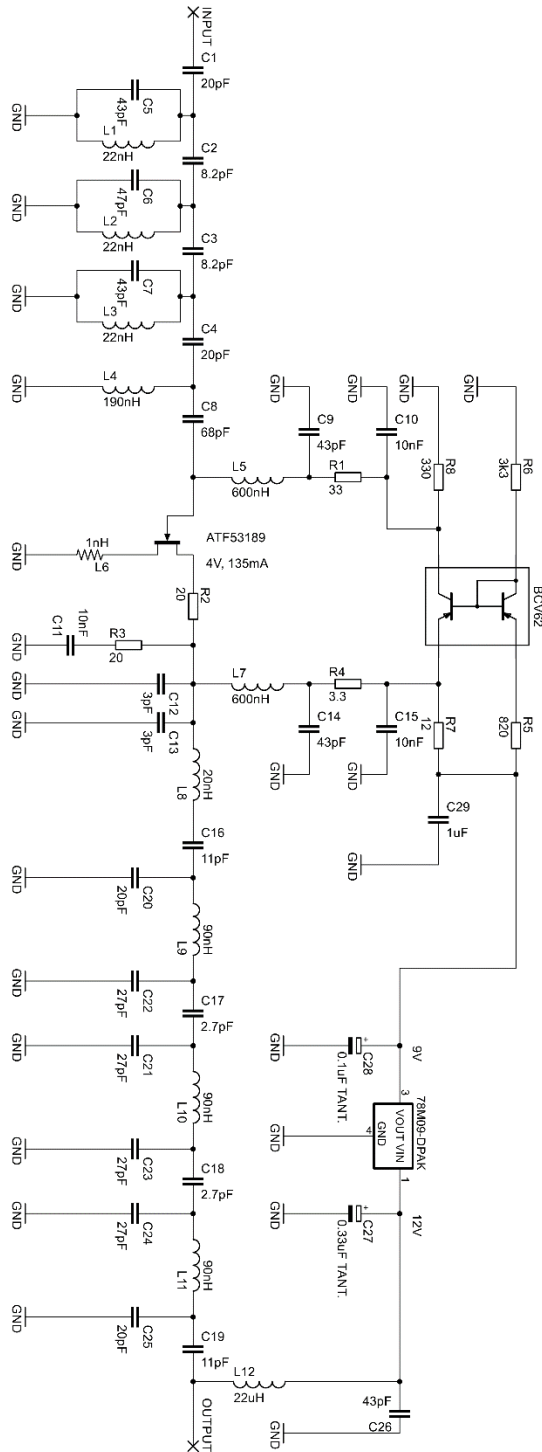 INPUT
C1
20pF
C5
43pF
L1
22nH
GND
C2
8.2pF
C6
47pF
L2
22nH
GND
C3
8.2pF
C7
43pF
L3
22nH
GND
C4
20pF
L4
190nH
GND
C8
68pF
GND
C9
43pF
GND
C10
10nF
GND
R8
330
GND
R6
3k3
L5
600nH
R1
33
BCV62
ATF53189
4V, 135mA
1nH
L6
GND
R2
20
10nF
C11
R3
20
GND
C12
3pF
GND
C13
3pF
GND
L7
600nH
R4
3.3
C14
43pF
GND
C15
10nF
GND
R7
12
R5
820
C29
1uF
GND
20nH
L8
C16
11pF
C20
20pF
GND
90nH
L9
C22
27pF
GND
C17
2.7pF
C21
27pF
GND
90nH
L10
C23
27pF
GND
C18
2.7pF
C24
27pF
GND
90nH
L11
C25
20pF
GND
C19
11pF
9V
+
C28
0.1uF TANT.
GND
78M09-DPAK
3
VOUT VIN
GND
4
1
GND
12V
+
C27
0.33uF TANT.
GND
L12
22uH
43pF
C26
GND
OUTPUT